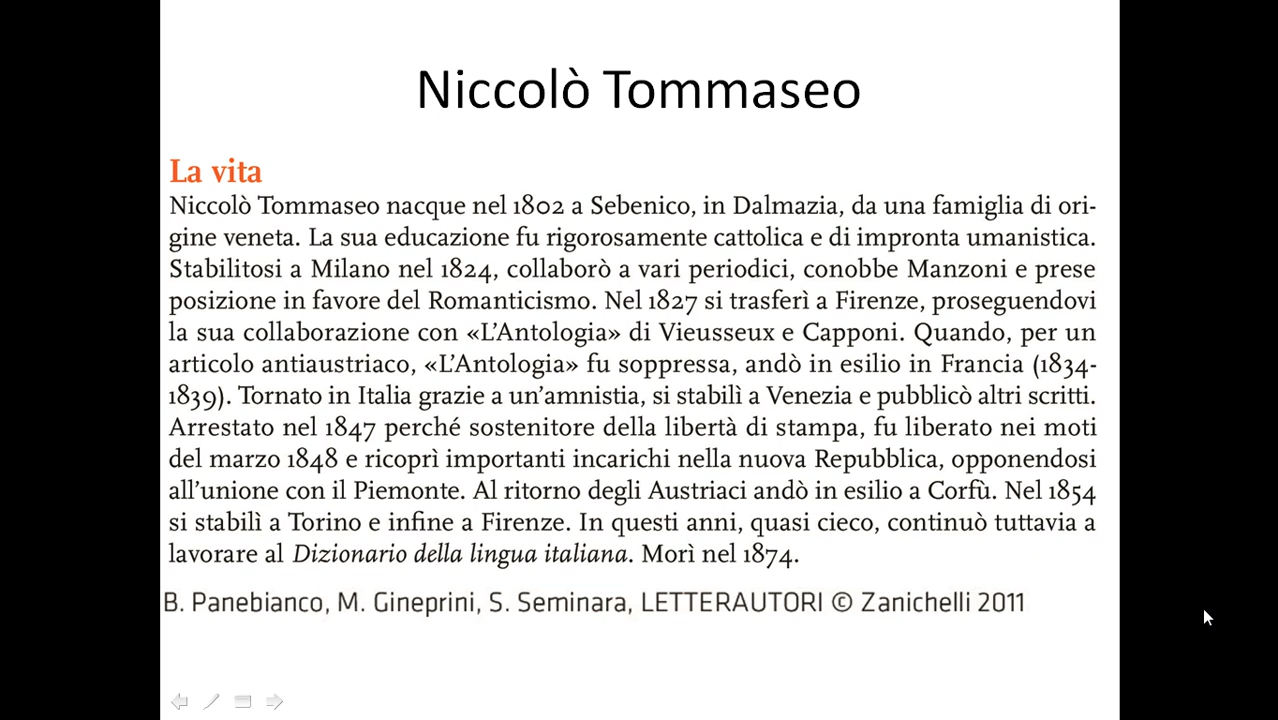 Niccolò Tommaseo
La vita
Niccolò Tommaseo nacque nel 1802 a Sebenico, in Dalmazia, da una famiglia di ori-
gine veneta. La sua educazione fu rigorosamente cattolica e di impronta umanistica.
Stabilitosi a Milano nel 1824, collaborò a vari periodici, conobbe Manzoni e prese
posizione in favore del Romanticismo. Nel 1827 si trasferì a Firenze, proseguendovi
la sua collaborazione con «L'Antologia» di Vieusseux e Capponi. Quando, per un
articolo antiaustriaco, «L'Antologia» fu soppressa, andò in esilio in Francia (1834-
1839). Tornato in Italia grazie a un'amnistia, si stabilì a Venezia e pubblicò altri scritti.
Arrestato nel 1847 perché sostenitore della libertà di stampa, fu liberato nei moti
del marzo 1848 e ricoprì importanti incarichi nella nuova Repubblica, opponendosi
all'unione con il Piemonte. Al ritorno degli Austriaci andò in esilio a Corfù. Nel 1854
si stabilì a Torino e infine a Firenze. In questi anni, quasi cieco, continuò tuttavia a
lavorare al Dizionario della lingua italiana. Morì nel 1874.
B. Panebianco, M. Gineprini, S. Seminara, LETTERAUTORI © Zanichelli 2011